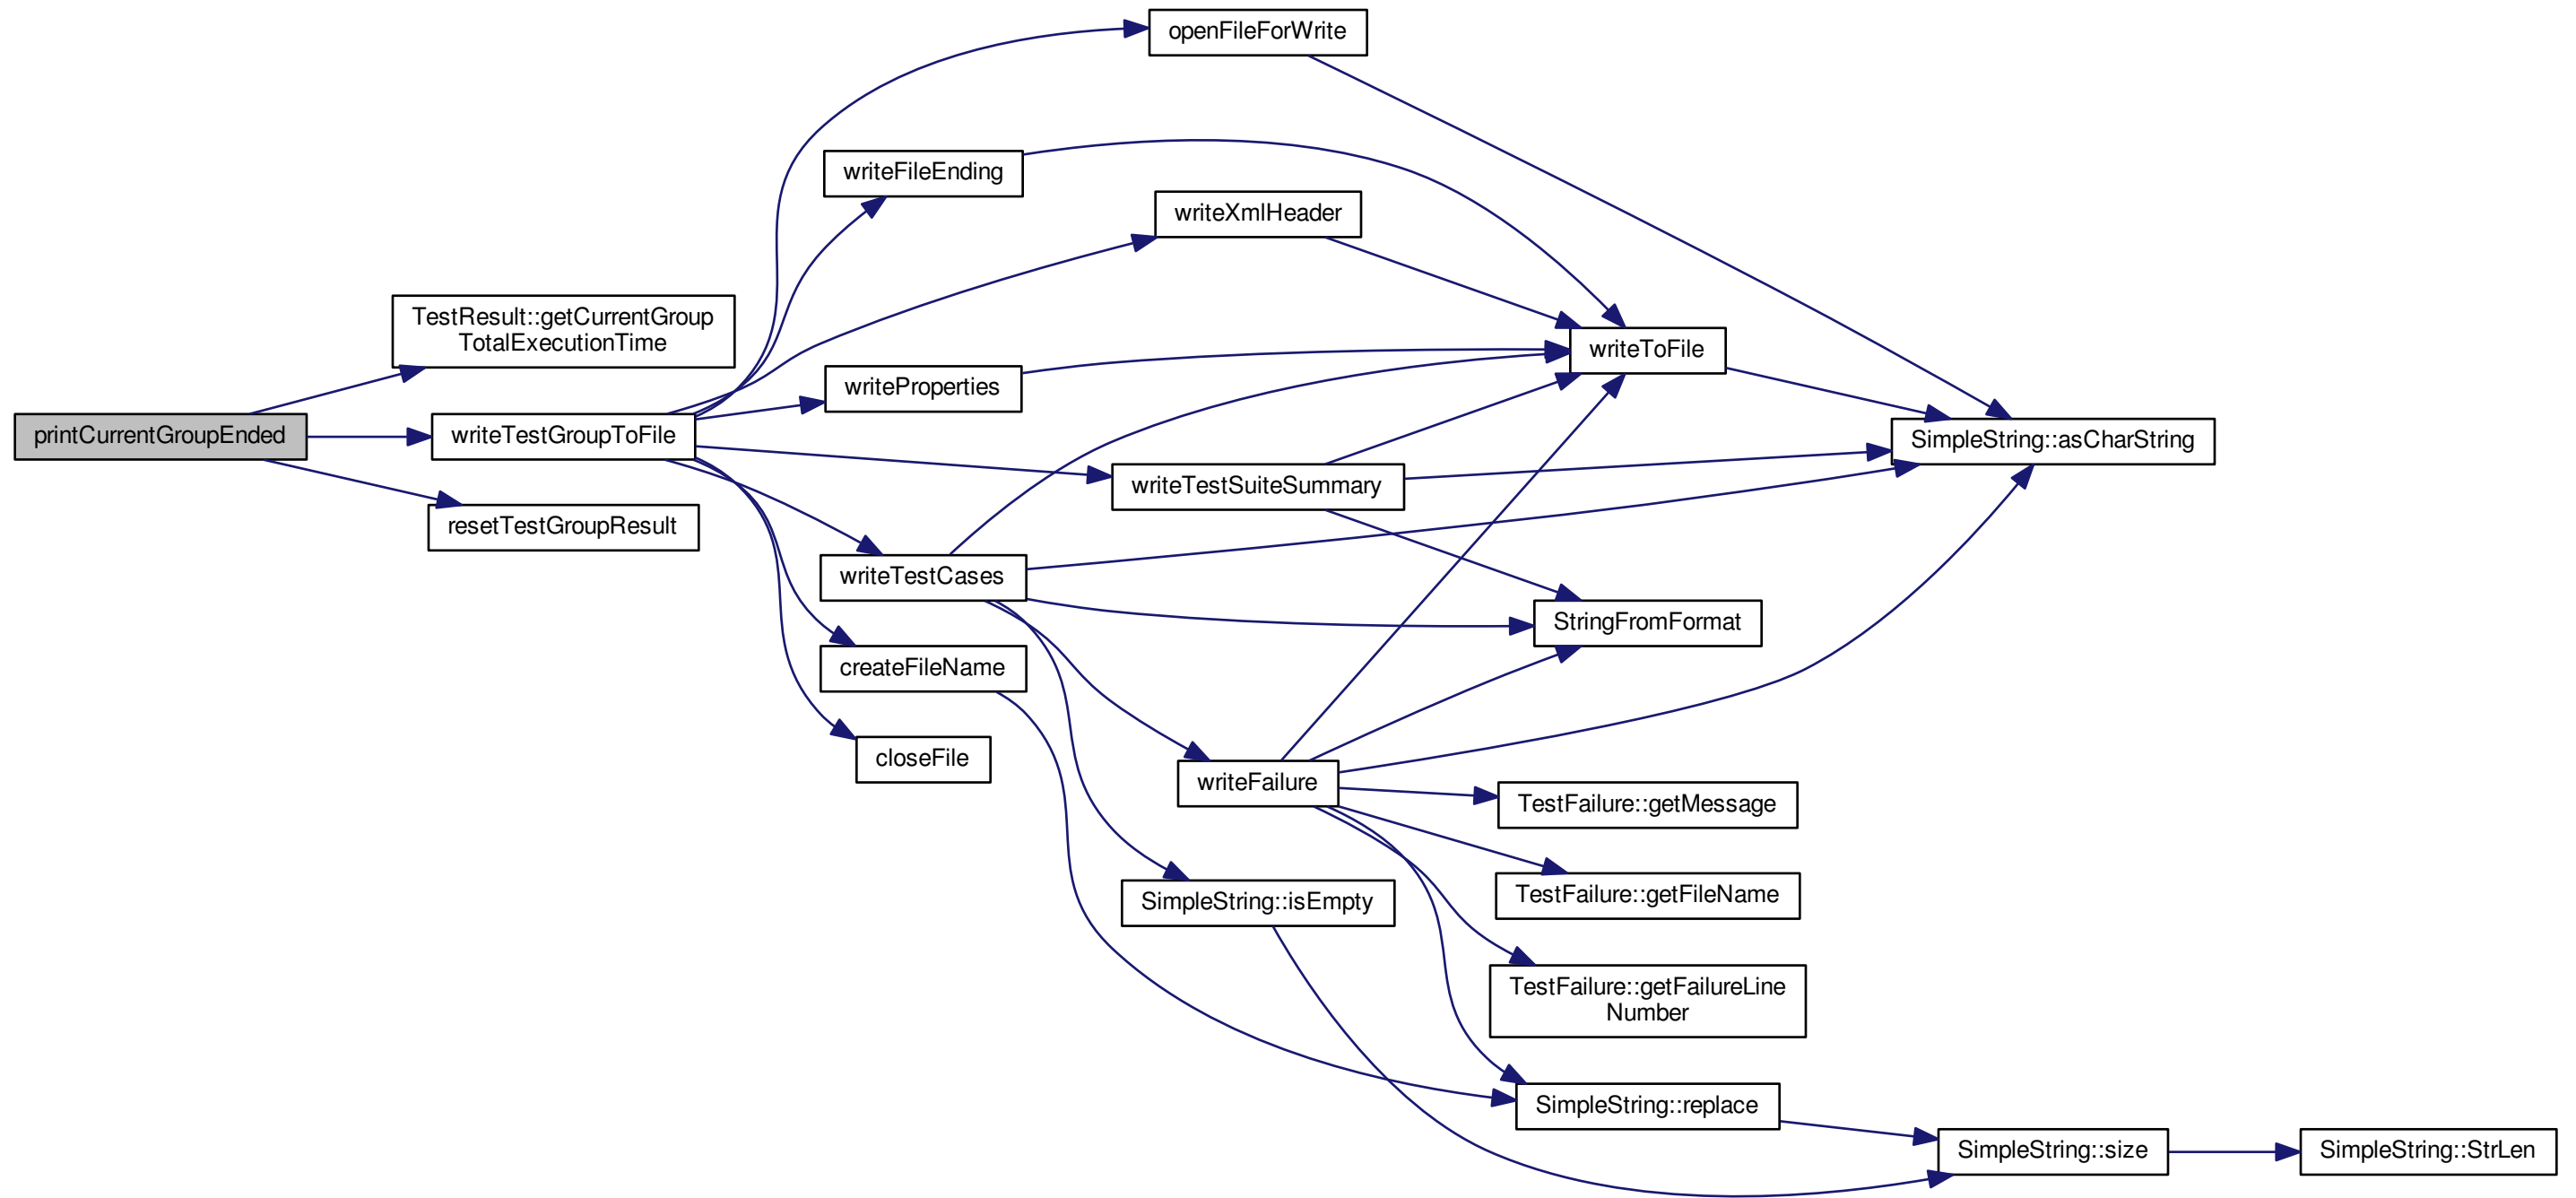 openFileForWrite
writeFileEnding
writeXmlHeader
TestResult::getCurrentGroup
TotalExecutionTime
writeToFile
writeProperties
printCurrentGroupEnded
writeTestGroupToFile
SimpleString::asCharString
writeTestSuiteSummary
resetTestGroupResult
writeTestCases
StringFromFormat
createFileName
closeFile
writeFailure
TestFailure::getMessage
TestFailure::getFileName
SimpleString::isEmpty
TestFailure::getFailureLine
Number
SimpleString::replace
SimpleString::size
SimpleString::StrLen